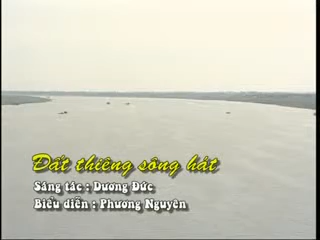 Đất thiêng sông hát
Sáng tác : Dương Đức
Biểu diễn : Phương Nguyên